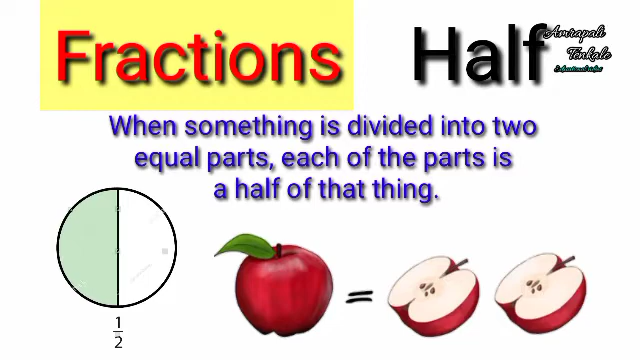 Fractions Half
Amrapali
Tenkale
When something is divided into two
equal parts, each of the parts is
a half of that thing.
=
1
2